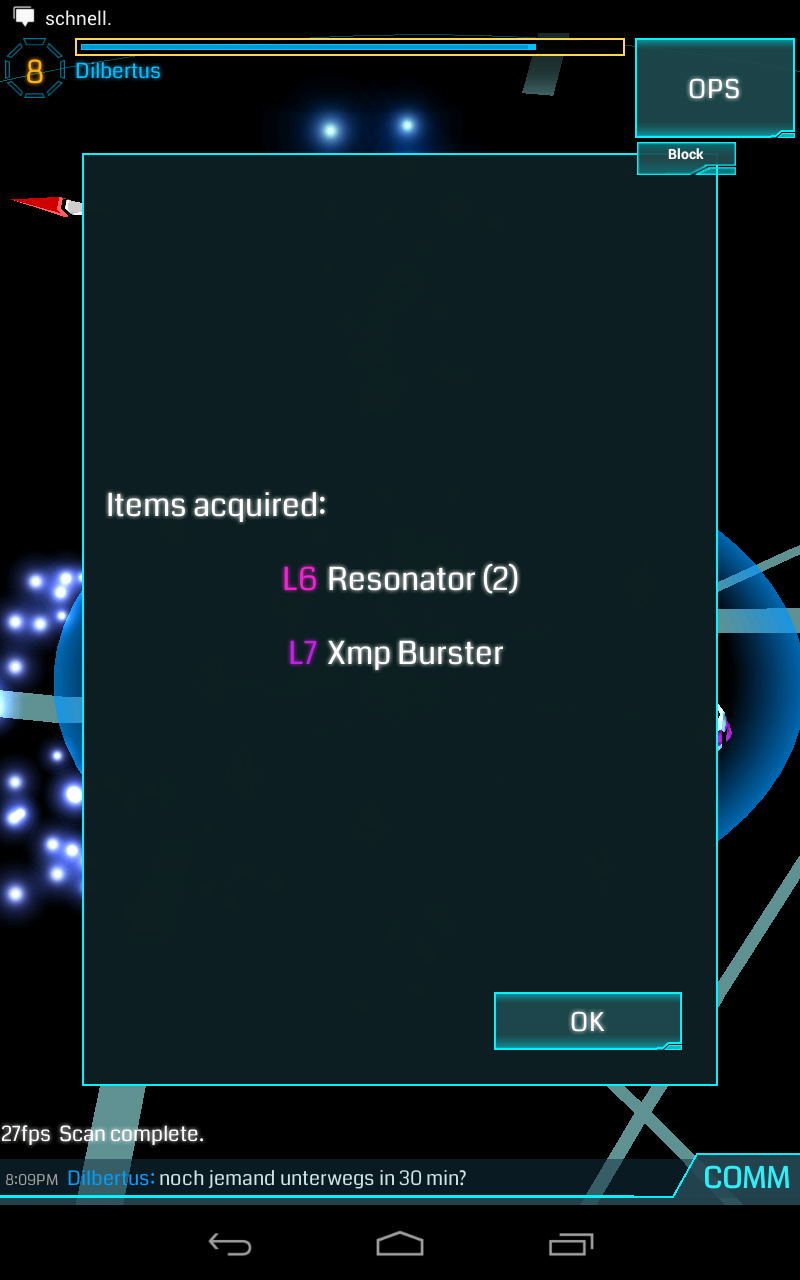 schnell.
8
Dilbertus
OPS
Block
Items acquired:
L6 Resonator (2)
L7 Xmp Burster
OK
27fps Scan complete.
8:09PM Dilbertus: noch jemand unterwegs in 30 min?
COMM